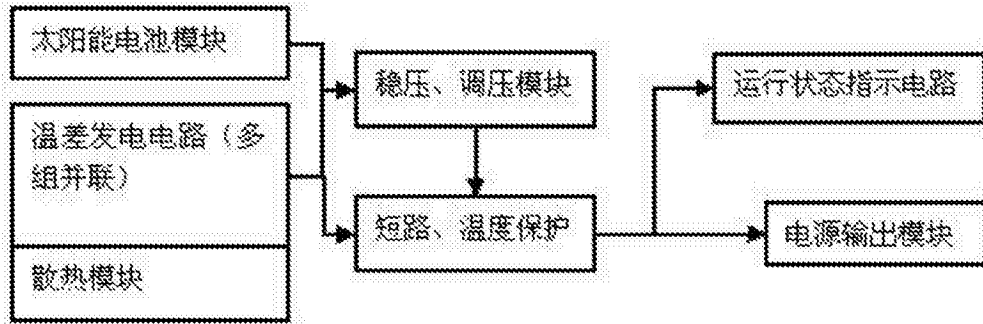 太阳能电池模块
温差发电电路（多
组并联）
散热模块
稳压、调压模块
短路、温度保护
运行状态指示电路
电源输出模块